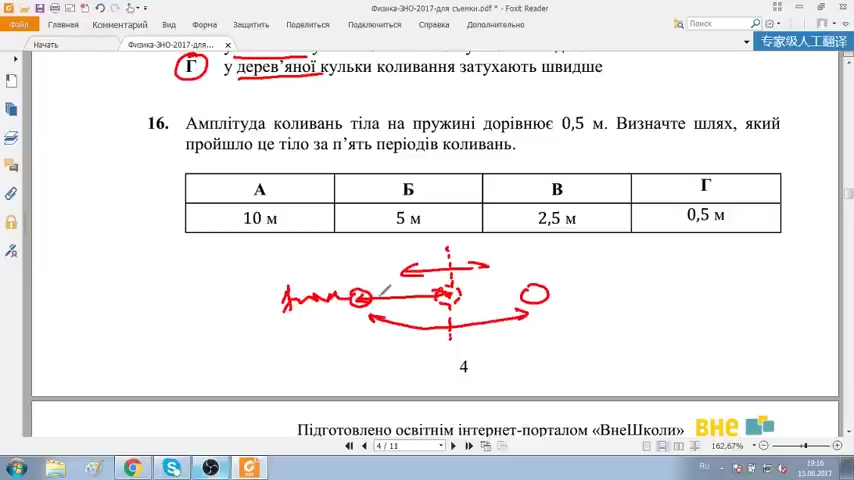 Физика-ЗНО-2017-для съемки.pdf * - Foxit Reader
Файл Главная Комментарий Вид Заполнить Защитить Поделиться Подключиться Справка Дополнительно
Поиск
Начать Физика-ЗНО-2017-для...
专家级人工翻译
Г у дерев’яної кульки коливання затухають швидше
16. Амплітуда коливань тіла на пружині дорівнює 0,5 м. Визначте шлях, який
пройшло це тіло за п’ять періодів коливань.
А Б В Г
10 м 5 м 2,5 м 0,5 м
4
Підготовлено освітнім інтернет-порталом «ВнеШколи» ВНЕ
4 / 11
162,67%
RU
19:16
15.06.2017